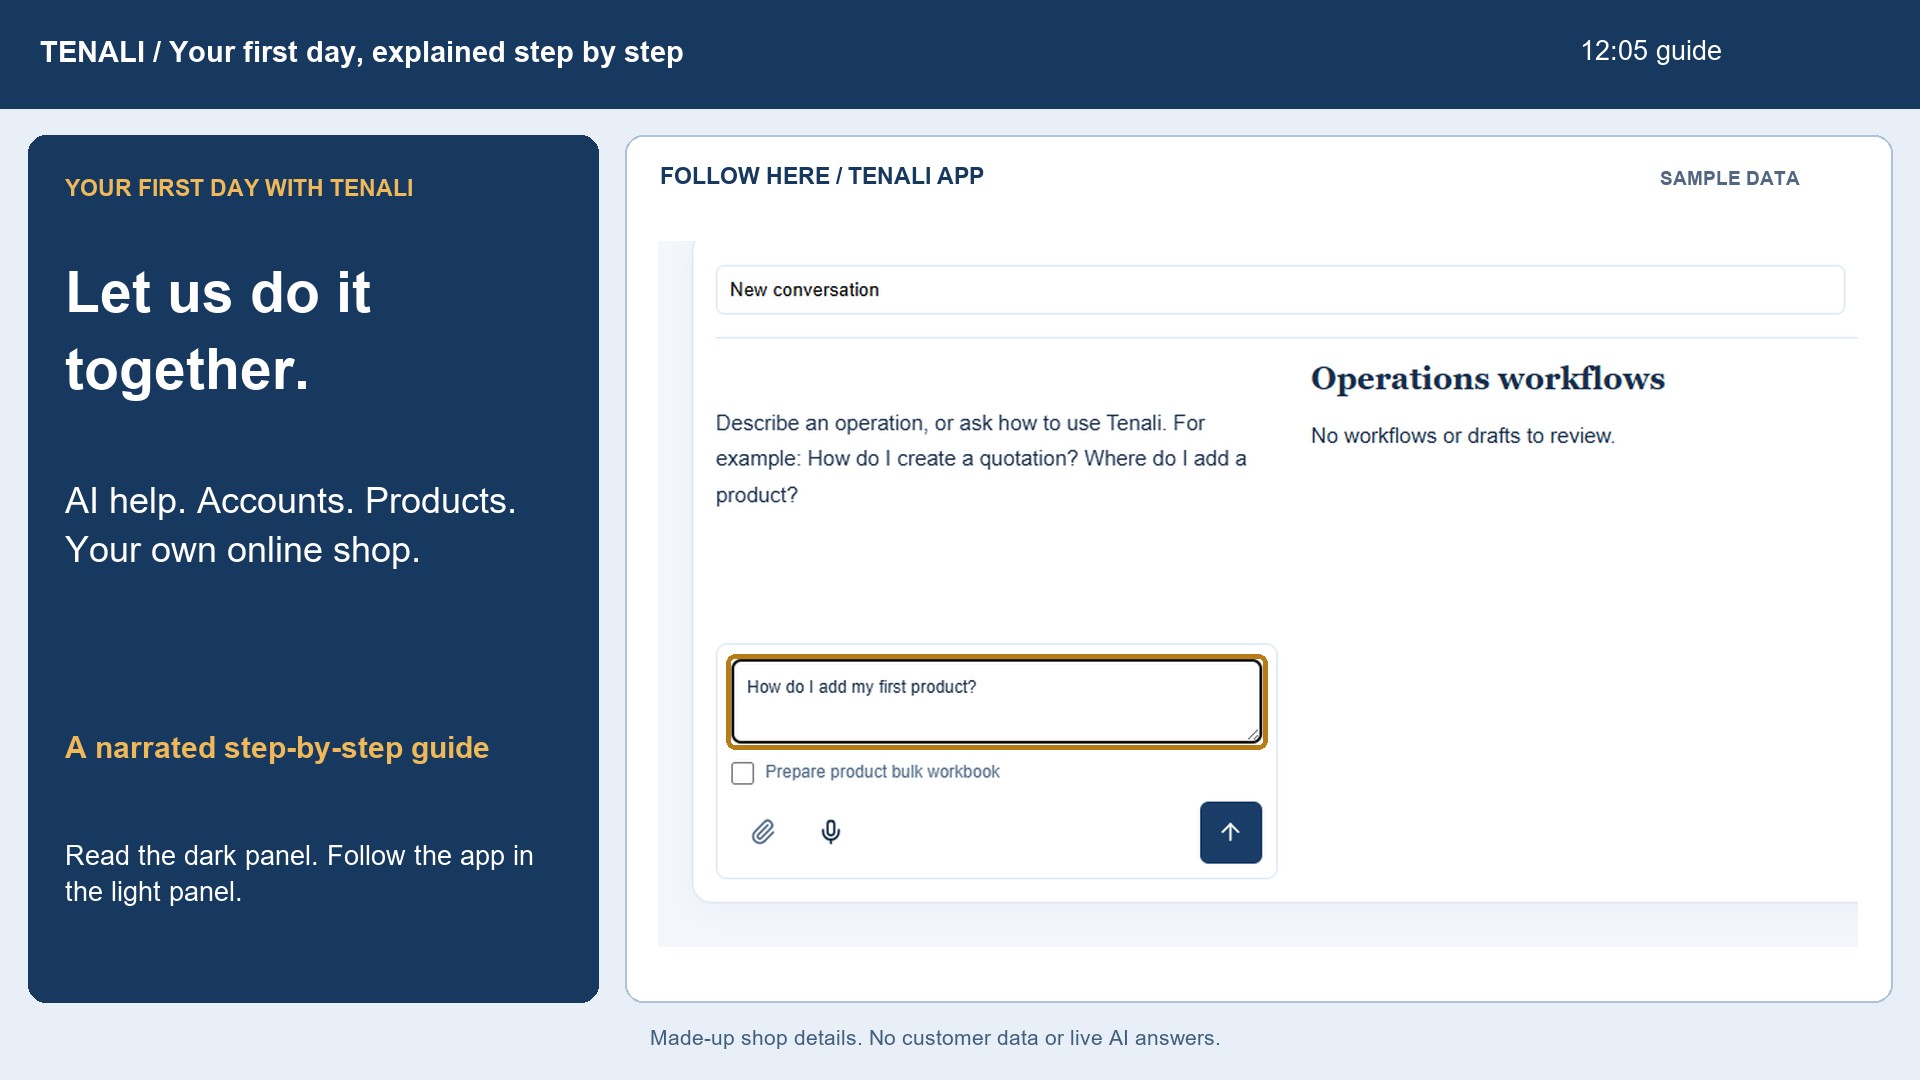 TENALI / Your first day, explained step by step
12:05 guide
YOUR FIRST DAY WITH TENALI
Let us do it
together.
AI help. Accounts. Products.
Your own online shop.
A narrated step-by-step guide
Read the dark panel. Follow the app in
the light panel.
FOLLOW HERE / TENALI APP
SAMPLE DATA
New conversation
Describe an operation, or ask how to use Tenali. For
example: How do I create a quotation? Where do I add a
product?
Operations workflows
No workflows or drafts to review.
How do I add my first product?
Prepare product bulk workbook
Made-up shop details. No customer data or live AI answers.